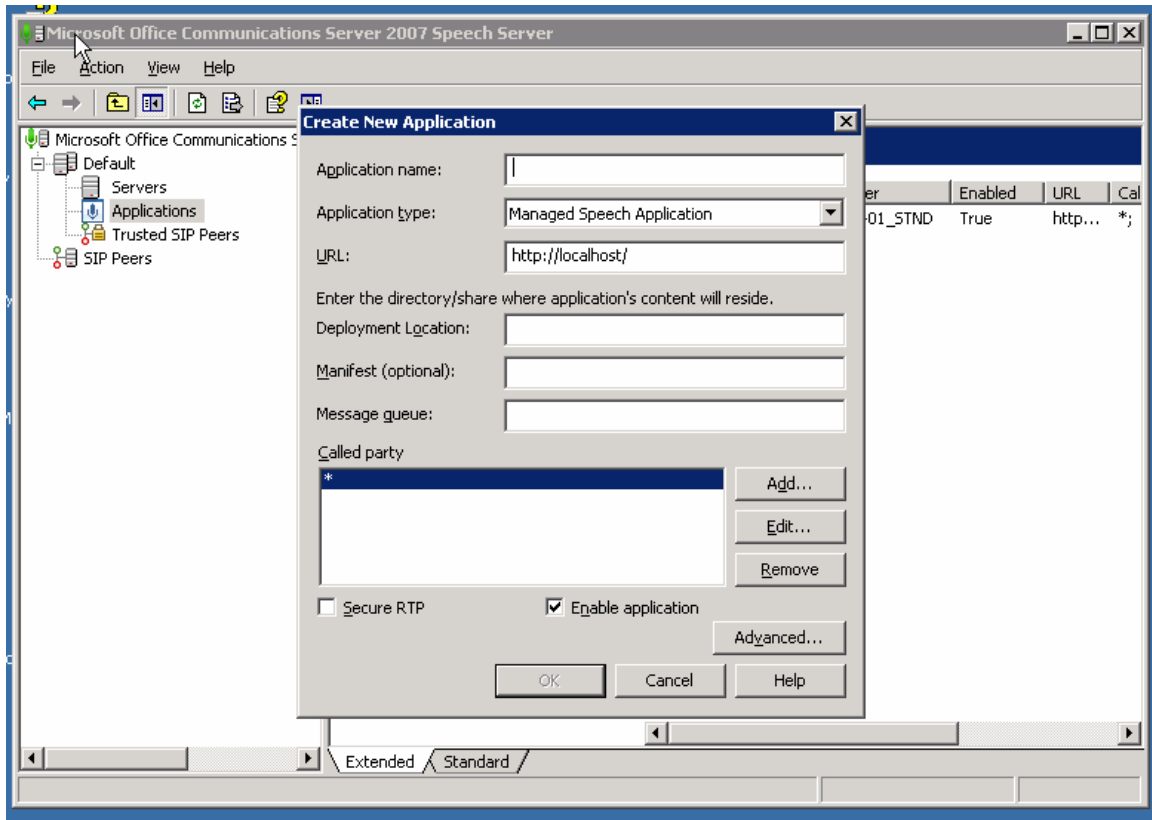 Microsoft Office Communications Server 2007 Speech Server
File Action View Help
Microsoft Office Communications S
Default
Servers
Applications
Trusted SIP Peers
SIP Peers
er Enabled URL Cal
-01_STND True http... *;
Create New Application
Application name:
Application type: Managed Speech Application
URL: http://localhost/
Enter the directory/share where application's content will reside.
Deployment Location:
Manifest (optional):
Message queue:
Called party
*
Add...
Edit...
Remove
Secure RTP Enable application
Advanced...
OK Cancel Help
Extended Standard